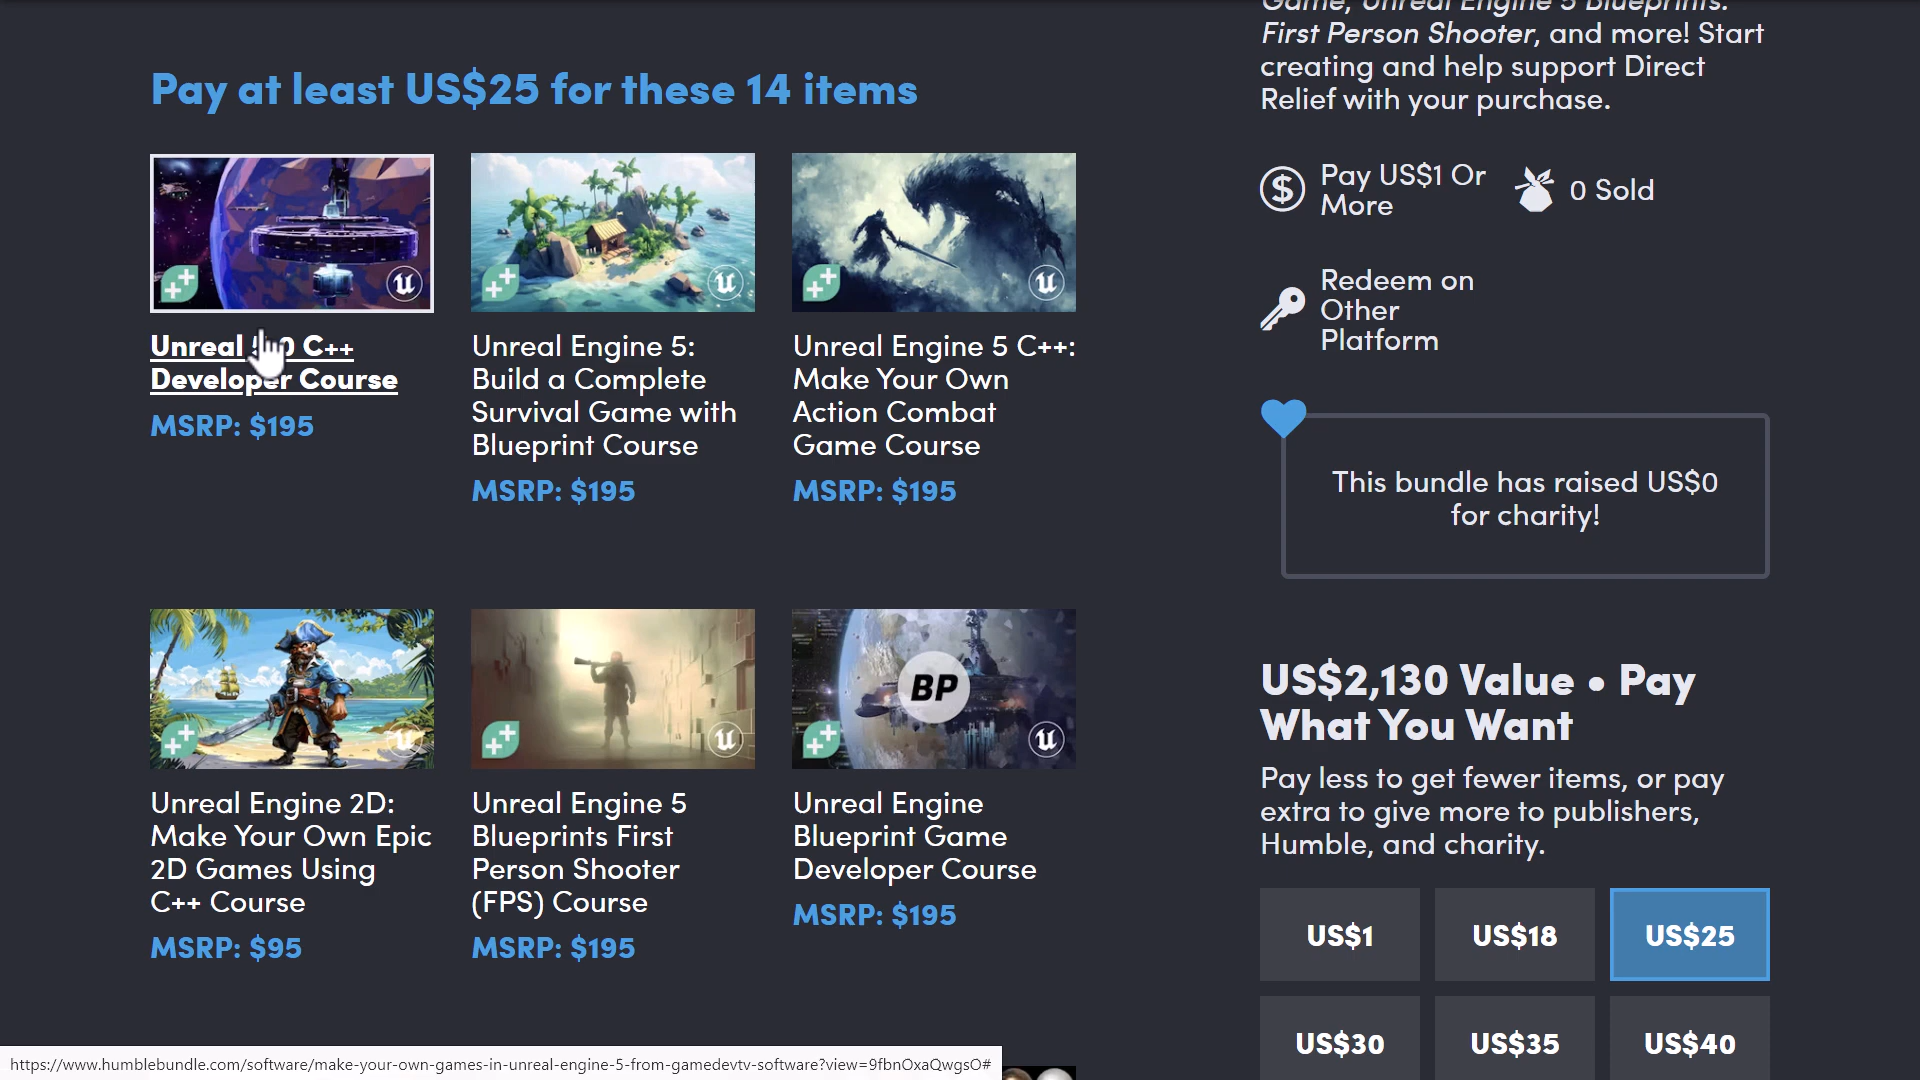 Game, Unreal Engine 5 Blueprints:
First Person Shooter, and more! Start
creating and help support Direct
Relief with your purchase.
Pay at least US$25 for these 14 items
Unreal C++
Developer Course
MSRP: $195
Unreal Engine 5:
Build a Complete
Survival Game with
Blueprint Course
MSRP: $195
Unreal Engine 5 C++:
Make Your Own
Action Combat
Game Course
MSRP: $195
Pay US$1 Or
More
0 Sold
Redeem on
Other
Platform
This bundle has raised US$0
for charity!
BP
Unreal Engine 2D:
Make Your Own Epic
2D Games Using
C++ Course
MSRP: $95
Unreal Engine 5
Blueprints First
Person Shooter
(FPS) Course
MSRP: $195
Unreal Engine
Blueprint Game
Developer Course
MSRP: $195
US$2,130 Value • Pay
What You Want
Pay less to get fewer items, or pay
extra to give more to publishers,
Humble, and charity.
US$1
US$18
US$25
US$30
US$35
US$40
https://www.humblebundle.com/software/make-your-own-games-in-unreal-engine-5-from-gamedevtv-software?view=9fbnOxaQwgsO#